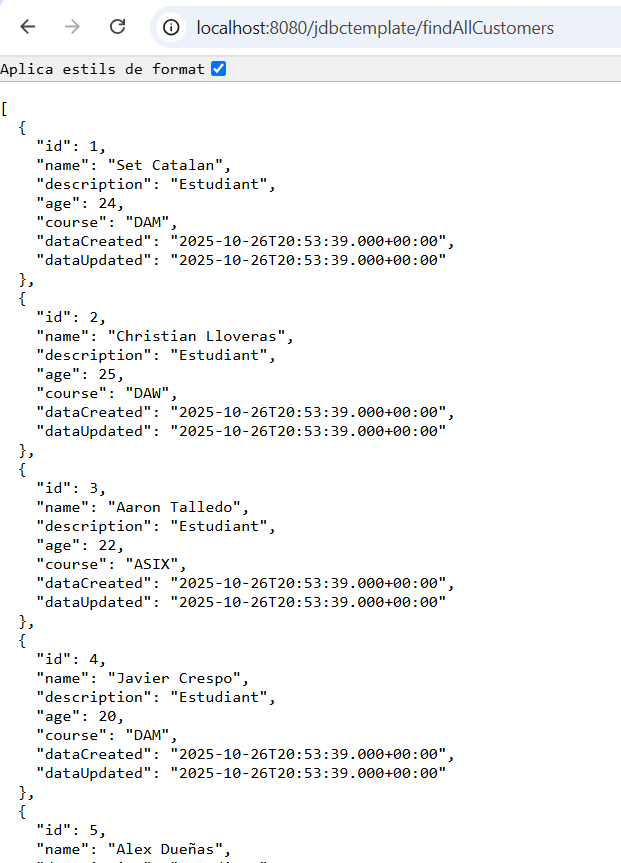 localhost:8080/jdbctemplate/findAllCustomers
Aplica estils de format
[
  {
    "id": 1,
    "name": "Set Catalan",
    "description": "Estudiant",
    "age": 24,
    "course": "DAM",
    "dataCreated": "2025-10-26T20:53:39.000+00:00",
    "dataUpdated": "2025-10-26T20:53:39.000+00:00"
  },
  {
    "id": 2,
    "name": "Christian Lloveras",
    "description": "Estudiant",
    "age": 25,
    "course": "DAW",
    "dataCreated": "2025-10-26T20:53:39.000+00:00",
    "dataUpdated": "2025-10-26T20:53:39.000+00:00"
  },
  {
    "id": 3,
    "name": "Aaron Talledo",
    "description": "Estudiant",
    "age": 22,
    "course": "ASIX",
    "dataCreated": "2025-10-26T20:53:39.000+00:00",
    "dataUpdated": "2025-10-26T20:53:39.000+00:00"
  },
  {
    "id": 4,
    "name": "Javier Crespo",
    "description": "Estudiant",
    "age": 20,
    "course": "DAM",
    "dataCreated": "2025-10-26T20:53:39.000+00:00",
    "dataUpdated": "2025-10-26T20:53:39.000+00:00"
  },
  {
    "id": 5,
    "name": "Alex Dueñas",